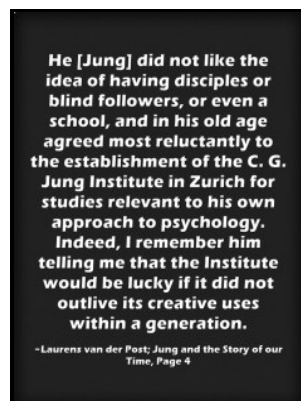 He [Jung] did not like the
idea of having disciples or
blind followers, or even a
school, and in his old age
agreed most reluctantly to
the establishment of the C. G.
Jung Institute in Zurich for
studies relevant to his own
approach to psychology.
Indeed, I remember him
telling me that the Institute
would be lucky if it did not
outlive its creative uses
within a generation.
~Laurens van der Post; Jung and the Story of our
Time, Page 4